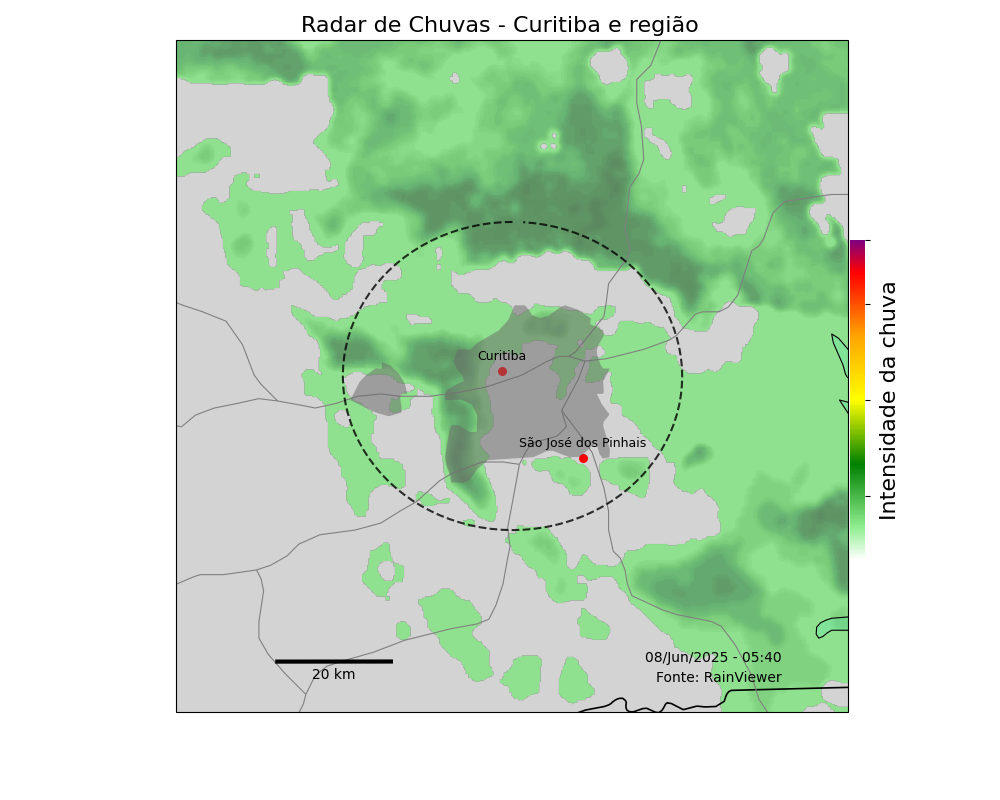 Radar de Chuvas - Curitiba e região
Curitiba
São José dos Pinhais
Intensidade da chuva
08/Jun/2025 - 05:40
Fonte: RainViewer
20 km